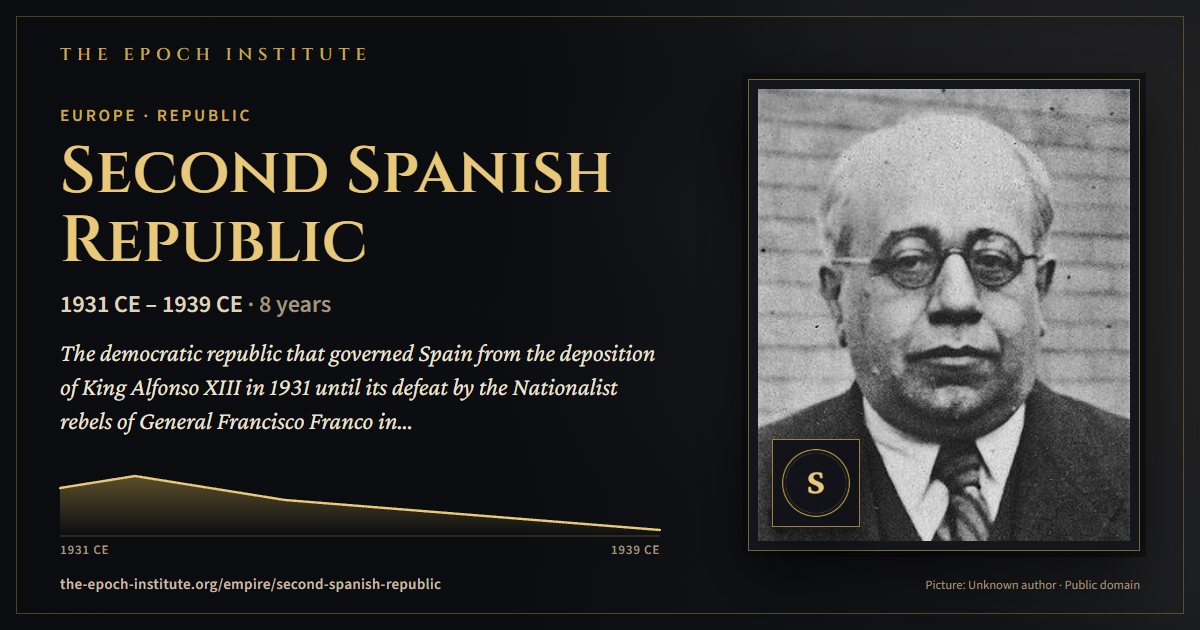 THE EPOCH INSTITUTE
EUROPE · REPUBLIC
SECOND SPANISH
REPUBLIC
1931 CE – 1939 CE · 8 years
The democratic republic that governed Spain from the deposition
of King Alfonso XIII in 1931 until its defeat by the Nationalist
rebels of General Francisco Franco in...
S
1931 CE
1939 CE
the-epoch-institute.org/empire/second-spanish-republic
Picture: Unknown author · Public domain